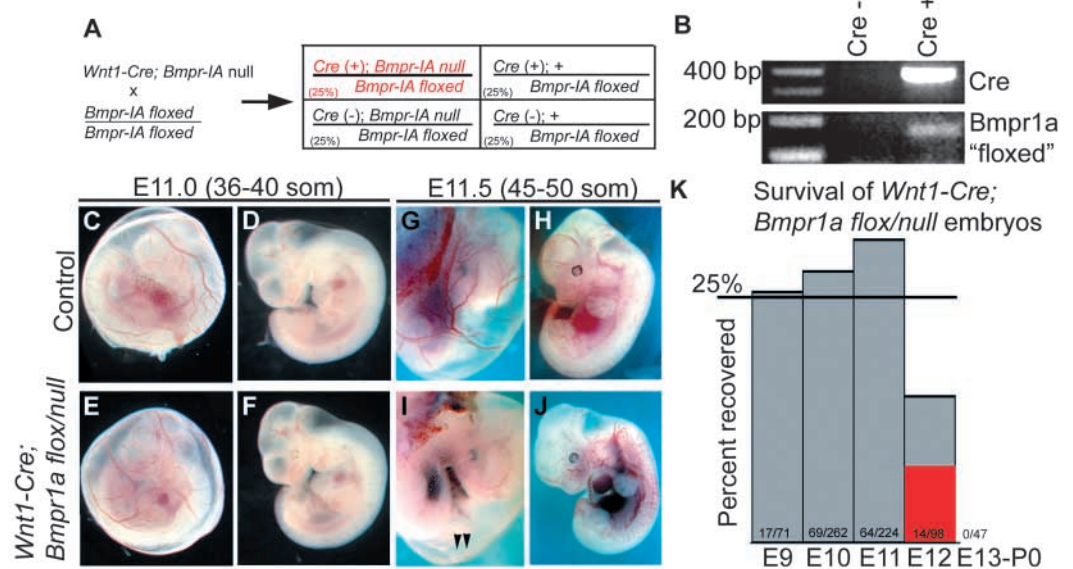 A
Wnt1-Cre; Bmpr-IA null
x
Bmpr-IA floxed
Bmpr-IA floxed
Cre (+); Bmpr-IA null
(25%) Bmpr-IA floxed
Cre (+); +
(25%) Bmpr-IA floxed
Cre (-); Bmpr-IA null
(25%) Bmpr-IA floxed
Cre (-); +
(25%) Bmpr-IA floxed
B
Cre -
Cre +
400 bp
Cre
200 bp
Bmpr1a
"floxed"
E11.0 (36-40 som)
E11.5 (45-50 som)
Control
C
D
G
H
Wnt1-Cre;
Bmpr1a flox/null
E
F
I
J
K
Survival of Wnt1-Cre;
Bmpr1a flox/null embryos
25%
Percent recovered
17/71
69/262
64/224
14/98
0/47
E9
E10
E11
E12
E13-P0